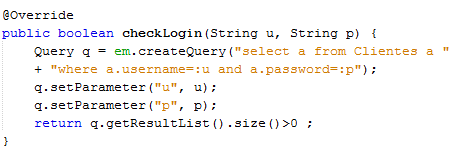 @Override
public boolean checkLogin(String u, String p) {
    Query q = em.createQuery("select a from Clientes a "
    + "where a.username=:u and a.password=:p");
    q.setParameter("u", u);
    q.setParameter("p", p);
    return q.getResultList().size()>0 ;
}